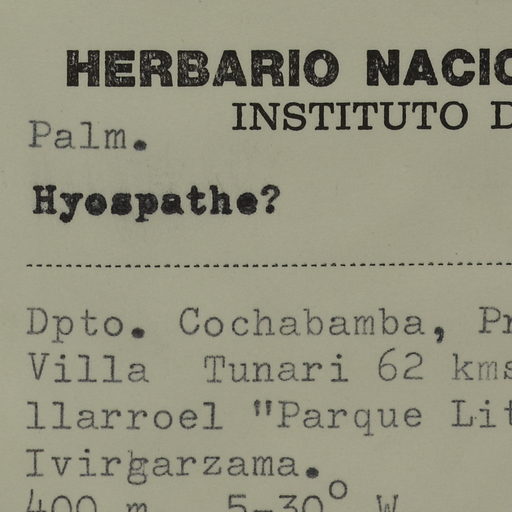 HERBARIO NACIO
INSTITUTO D
Palm.
Hyospathe?
Dpto. Cochabamba, Pr
Villa Tunari 62 kms
llarroel "Parque Lit
Ivirgarzama.
400 m. 5-30° W